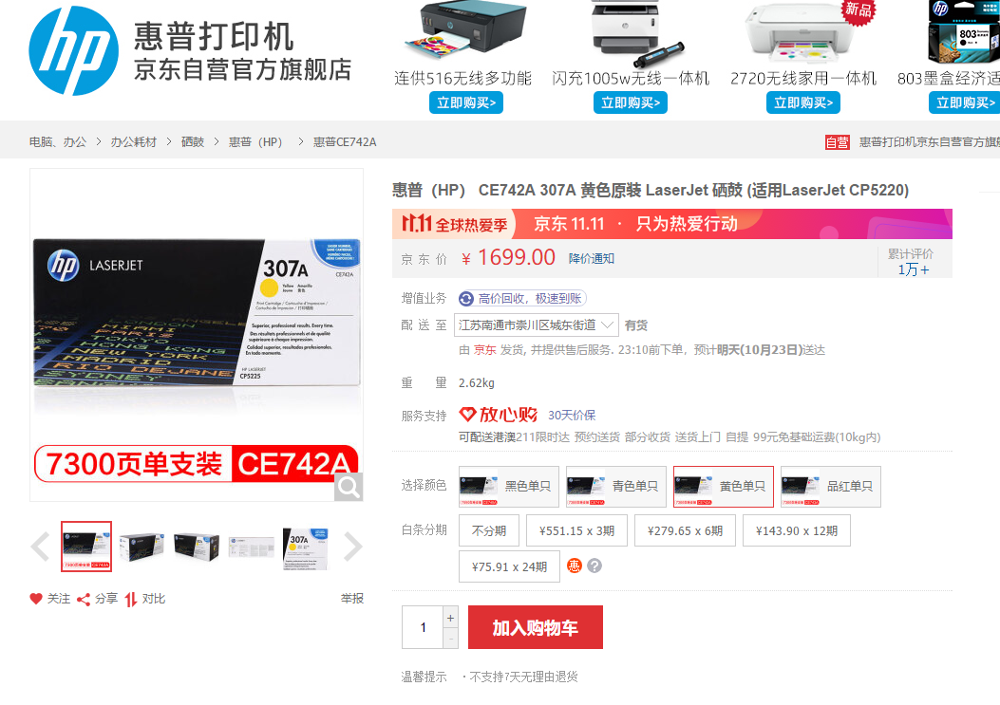 hp
惠普打印机
京东自营官方旗舰店
连供516无线多功能
立即购买>
闪充1005w无线一体机
立即购买>
新品
2720无线家用一体机
立即购买>
803
803墨盒经济适
立即购买>
电脑、办公 > 办公耗材 > 硒鼓 > 惠普（HP） > 惠普CE742A
自营 惠普打印机京东自营官方旗舰
hp LASERJET
307A
CE742A
Yellow Amarillo
Jaune 黄色
Print Cartridge / Cartouche d'impression /
Cartucho de impresión / 打印硒鼓
Superior, professional results. Every time.
Des résultats professionnels et de qualité
supérieure à chaque impression.
Calidad superior, resultados profesionales.
En todo momento.
HP LASERJET
CP5225
NEW YORK
MADRID
RIO DE JANEIRO
SYDNEY
7300页单支装 CE742A
307A
关注 分享 对比 举报
惠普（HP） CE742A 307A 黄色原装 LaserJet 硒鼓 (适用LaserJet CP5220)
11.11 全球热爱季 京东 11.11 · 只为热爱行动
京 东 价 ¥ 1699.00 降价通知
累计评价
1万+
增值业务 高价回收，极速到账
配 送 至 江苏南通市崇川区城东街道 有货
由 京东 发货, 并提供售后服务. 23:10前下单，预计明天(10月23日)送达
重 量 2.62kg
服务支持 放心购 30天价保
可配送港澳211限时达 预约送货 部分收货 送货上门 自提 99元免基础运费(10kg内)
选择颜色 黑色单只 青色单只 黄色单只 品红单只
白条分期 不分期 ¥551.15 x 3期 ¥279.65 x 6期 ¥143.90 x 12期
¥75.91 x 24期 惠 ?
1 + - 加入购物车
温馨提示 ·不支持7天无理由退货